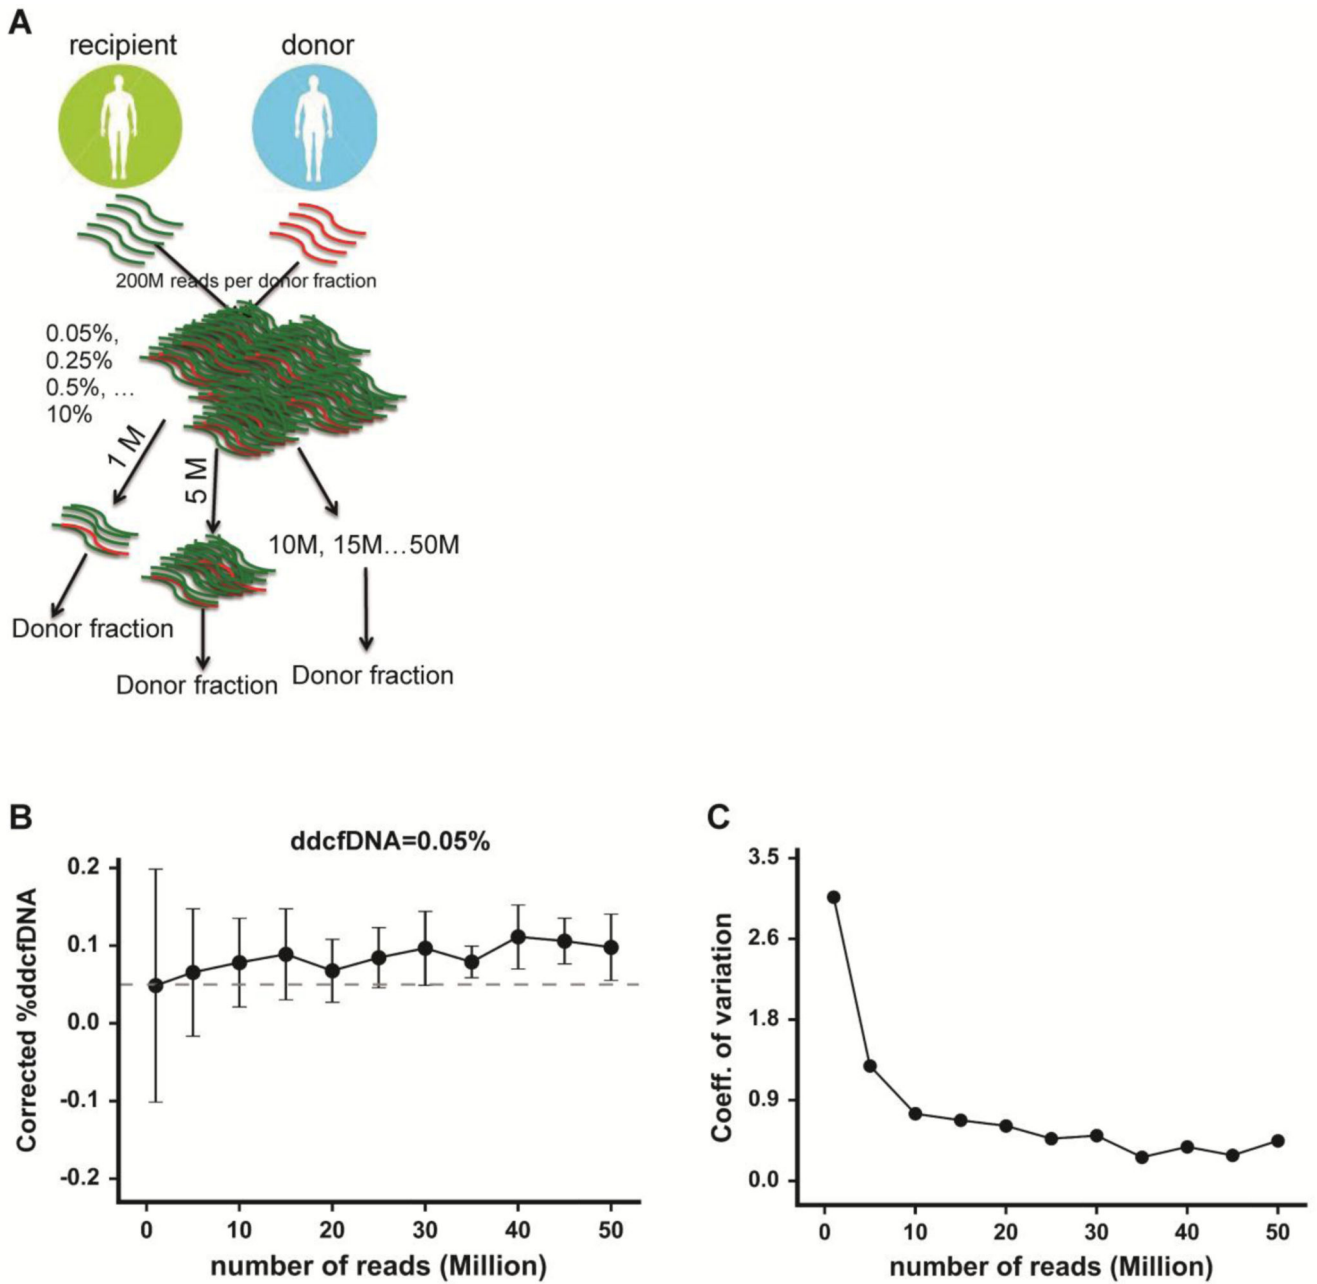 A
recipient
donor
200M reads per donor fraction
0.05%,
0.25%
0.5%, ...
10%
1 M
5 M
10M, 15M...50M
Donor fraction
Donor fraction
Donor fraction
B
ddcfDNA=0.05%
Corrected %ddcfDNA
0.2
0.1
0.0
-0.1
-0.2
0 10 20 30 40 50
number of reads (Million)
C
Coeff. of variation
3.5
2.6
1.8
0.9
0.0
0 10 20 30 40 50
number of reads (Million)